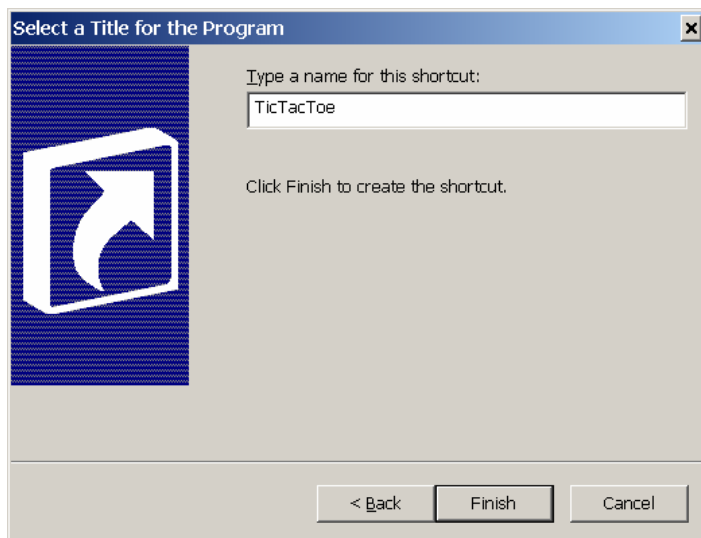 Select a Title for the Program
Type a name for this shortcut:
TicTacToe
Click Finish to create the shortcut.
< Back Finish Cancel